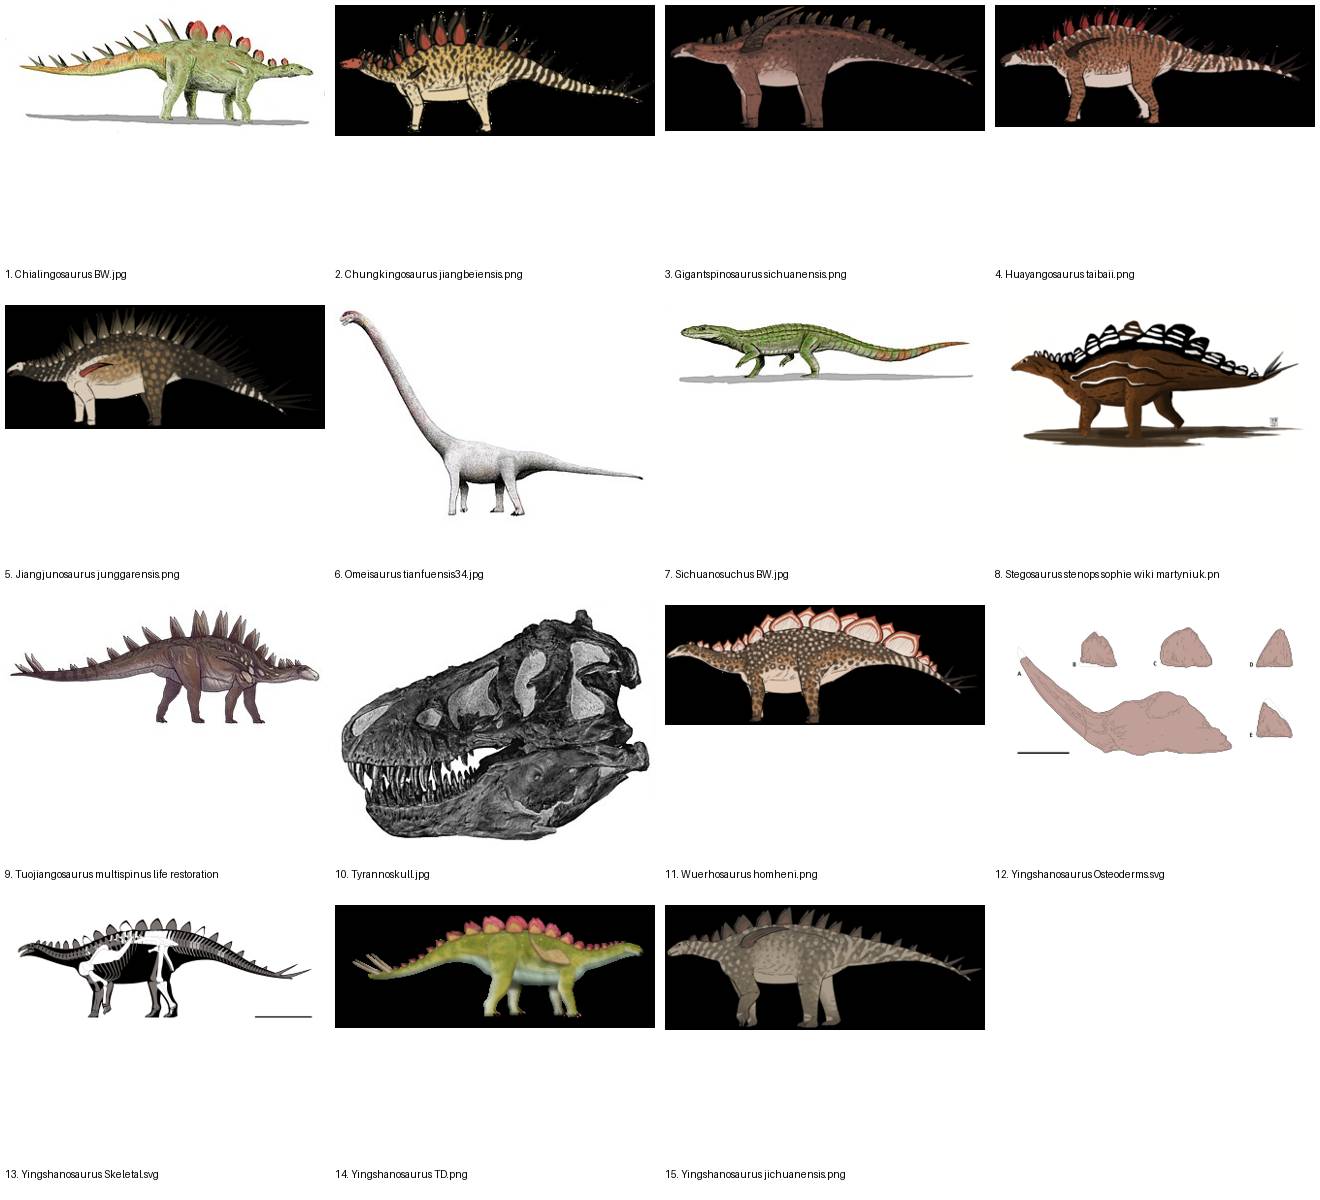 1. Chialingosaurus BW.jpg
2. Chungkingosaurus jiangbeiensis.png
3. Gigantspinosaurus sichuanensis.png
4. Huayangosaurus taibaii.png
5. Jiangjunosaurus junggarensis.png
6. Omeisaurus tianfuensis34.jpg
7. Sichuanosuchus BW.jpg
8. Stegosaurus stenops sophie wiki martyniuk.pn
A
B
C
D
E
9. Tuojiangosaurus multispinus life restoration
10. Tyrannoskull.jpg
11. Wuerhosaurus homheni.png
12. Yingshanosaurus Osteoderms.svg
13. Yingshanosaurus Skeletal.svg
14. Yingshanosaurus TD.png
15. Yingshanosaurus jichuanensis.png